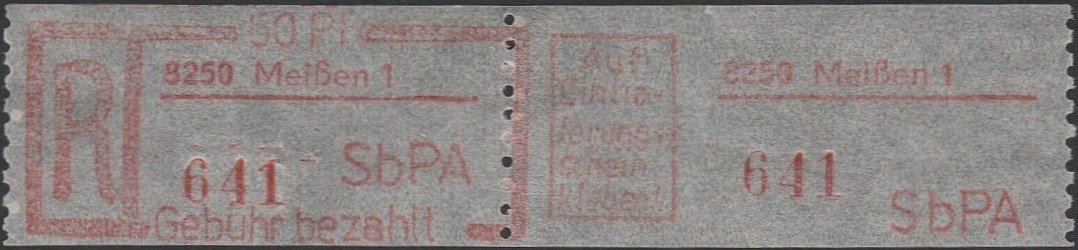 50 Pf
R
8250 Meißen 1
641 SbPA
Gebühr bezahlt
Auf
Einlie-
ferungs-
schein
kleben!
8250 Meißen 1
641
SbPA